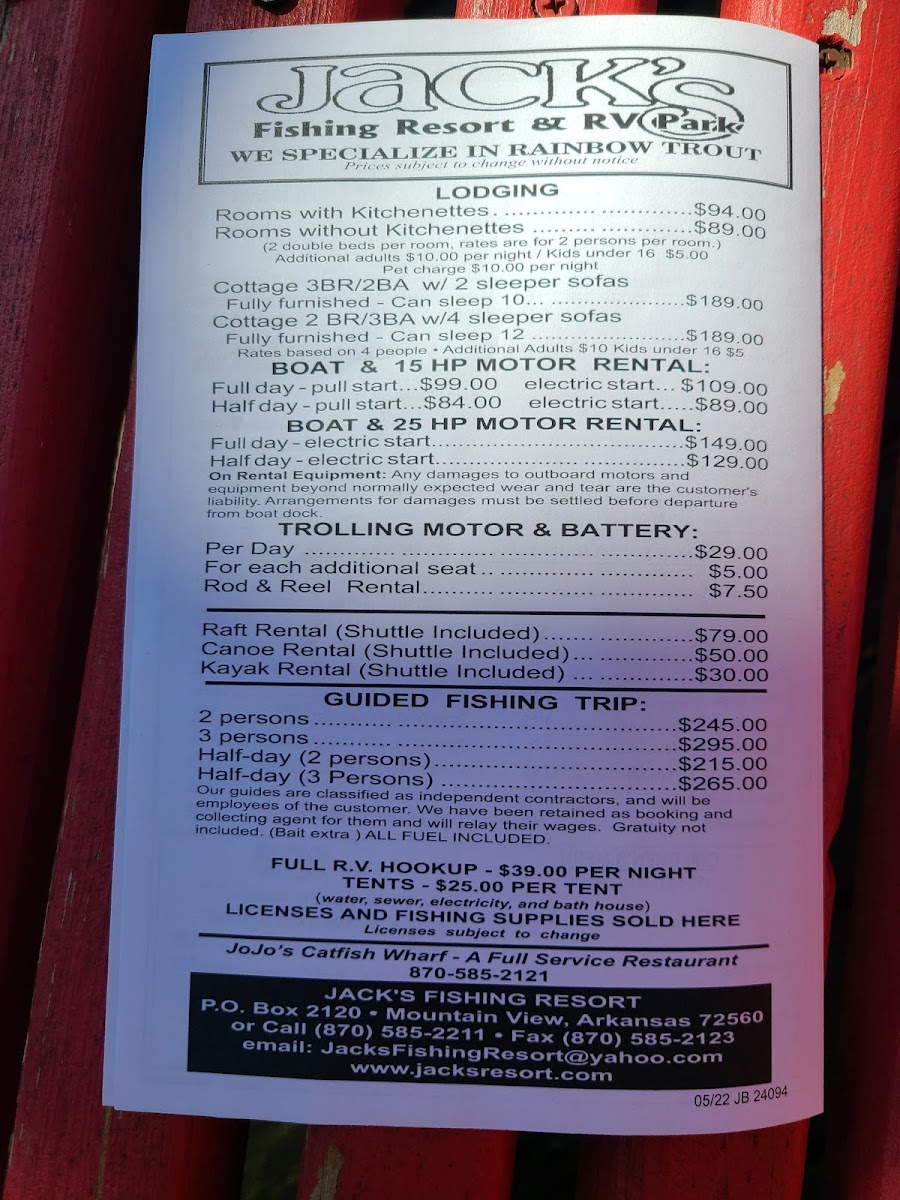 Jack's
Fishing Resort & RV Park
WE SPECIALIZE IN RAINBOW TROUT
Prices subject to change without notice
LODGING
Rooms with Kitchenettes. .............. ..............$94.00
Rooms without Kitchenettes .............. ..............$89.00
(2 double beds per room, rates are for 2 persons per room.)
Additional adults $10.00 per night / Kids under 16 $5.00
Pet charge $10.00 per night
Cottage 3BR/2BA w/ 2 sleeper sofas
Fully furnished - Can sleep 10... .....................$189.00
Cottage 2 BR/3BA w/4 sleeper sofas
Fully furnished - Can sleep 12 ........................$189.00
Rates based on 4 people • Additional Adults $10 Kids under 16 $5
BOAT & 15 HP MOTOR RENTAL:
Full day - pull start...$99.00 electric start... $109.00
Half day - pull start...$84.00 electric start.....$89.00
BOAT & 25 HP MOTOR RENTAL:
Full day - electric start.......................................$149.00
Half day - electric start...................... ................$129.00
On Rental Equipment: Any damages to outboard motors and
equipment beyond normally expected wear and tear are the customer's
liability. Arrangements for damages must be settled before departure
from boat dock.
TROLLING MOTOR & BATTERY:
Per Day .................. .................... ..............$29.00
For each additional seat .. .................... .............. $5.00
Rod & Reel Rental........... .................... .............. $7.50
Raft Rental (Shuttle Included)....... ..............$79.00
Canoe Rental (Shuttle Included)... ..............$50.00
Kayak Rental (Shuttle Included) ... ..............$30.00
GUIDED FISHING TRIP:
2 persons ........... ...........................................$245.00
3 persons ........... ...........................................$295.00
Half-day (2 persons)......................................$215.00
Half-day (3 Persons) ....................................$265.00
Our guides are classified as independent contractors, and will be
employees of the customer. We have been retained as booking and
collecting agent for them and will relay their wages. Gratuity not
included. (Bait extra ) ALL FUEL INCLUDED.
FULL R.V. HOOKUP - $39.00 PER NIGHT
TENTS - $25.00 PER TENT
(water, sewer, electricity, and bath house)
LICENSES AND FISHING SUPPLIES SOLD HERE
Licenses subject to change
JoJo's Catfish Wharf - A Full Service Restaurant
870-585-2121
JACK'S FISHING RESORT
P.O. Box 2120 • Mountain View, Arkansas 72560
or Call (870) 585-2211 • Fax (870) 585-2123
email: JacksFishingResort@yahoo.com
www.jacksresort.com
05/22 JB 24094